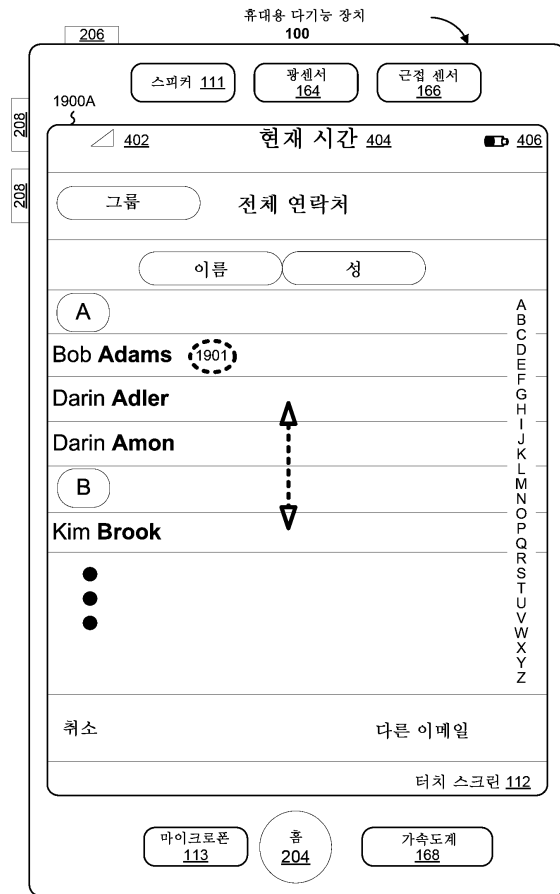 휴대용 다기능 장치
100
206
스피커 111
광센서
164
근접 센서
166
1900A
208
208
402
현재 시간 404
406
그룹
전체 연락처
이름
성
A
Bob Adams
1901
Darin Adler
Darin Amon
B
Kim Brook
A
B
C
D
E
F
G
H
I
J
K
L
M
N
O
P
Q
R
S
T
U
V
W
X
Y
Z
취소
다른 이메일
터치 스크린 112
마이크로폰
113
홈
204
가속도계
168